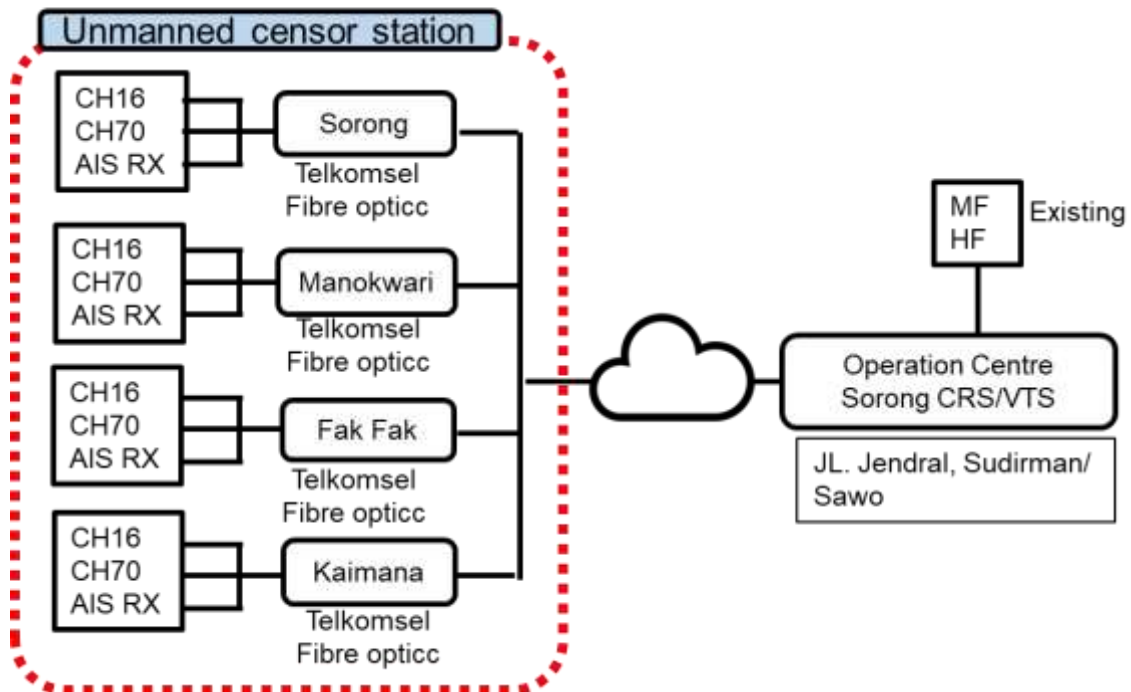 Unmanned censor station
CH16
CH70
AIS RX
Sorong
Telkomsel
Fibre opticc
CH16
CH70
AIS RX
Manokwari
Telkomsel
Fibre opticc
CH16
CH70
AIS RX
Fak Fak
Telkomsel
Fibre opticc
CH16
CH70
AIS RX
Kaimana
Telkomsel
Fibre opticc
MF
HF
Existing
Operation Centre
Sorong CRS/VTS
JL. Jendral, Sudirman/
Sawo